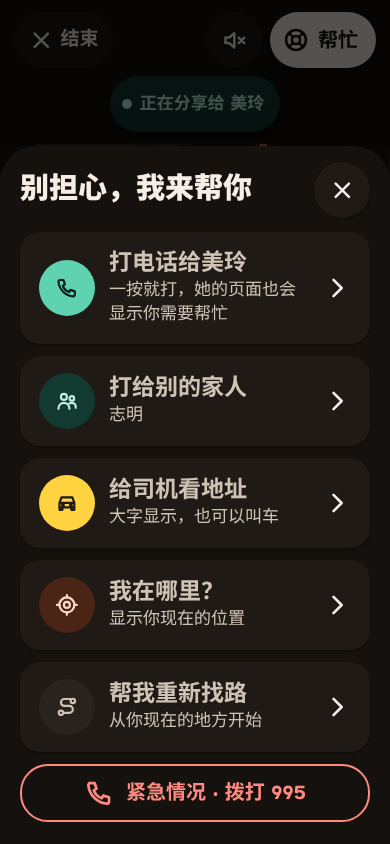 结束
帮忙
正在分享给 美玲
别担心，我来帮你
打电话给美玲
一按就打，她的页面也会
显示你需要帮忙
打给别的家人
志明
给司机看地址
大字显示，也可以叫车
我在哪里？
显示你现在的位置
帮我重新找路
从你现在的地方开始
紧急情况 · 拨打 995